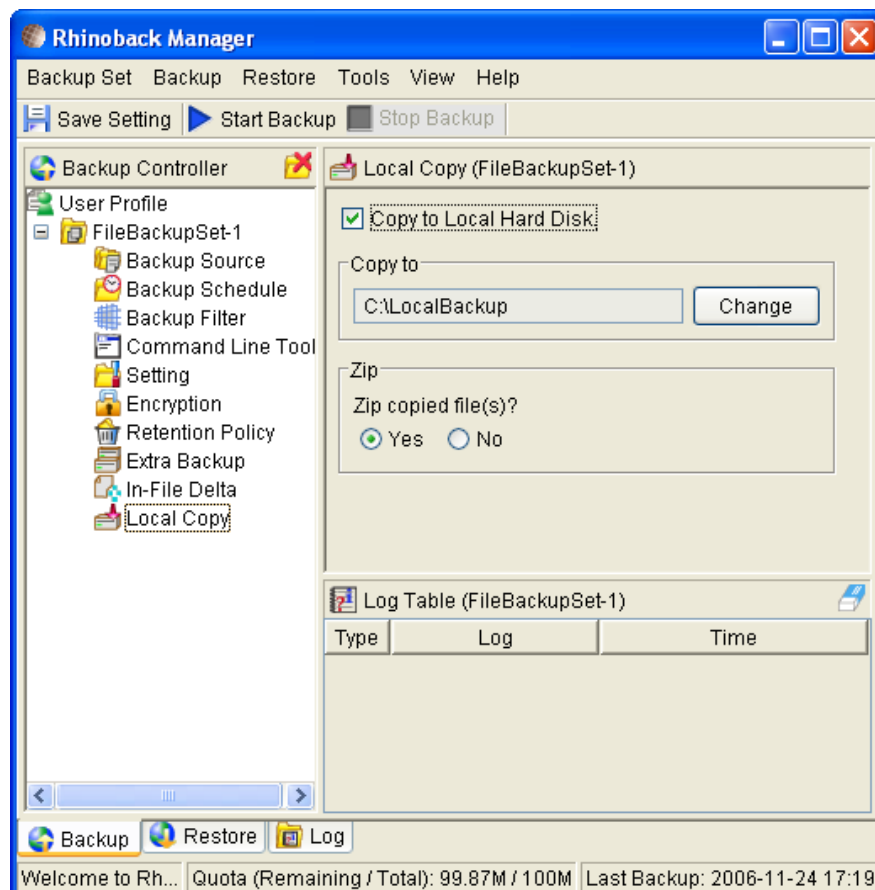 Rhinoback Manager
Backup Set Backup Restore Tools View Help
Save Setting Start Backup Stop Backup
Backup Controller
User Profile
FileBackupSet-1
Backup Source
Backup Schedule
Backup Filter
Command Line Tool
Setting
Encryption
Retention Policy
Extra Backup
In-File Delta
Local Copy
Local Copy (FileBackupSet-1)
Copy to Local Hard Disk
Copy to
C:\LocalBackup Change
Zip
Zip copied file(s)?
Yes No
Log Table (FileBackupSet-1)
Type Log Time
Backup Restore Log
Welcome to Rh... Quota (Remaining / Total): 99.87M / 100M Last Backup: 2006-11-24 17:19